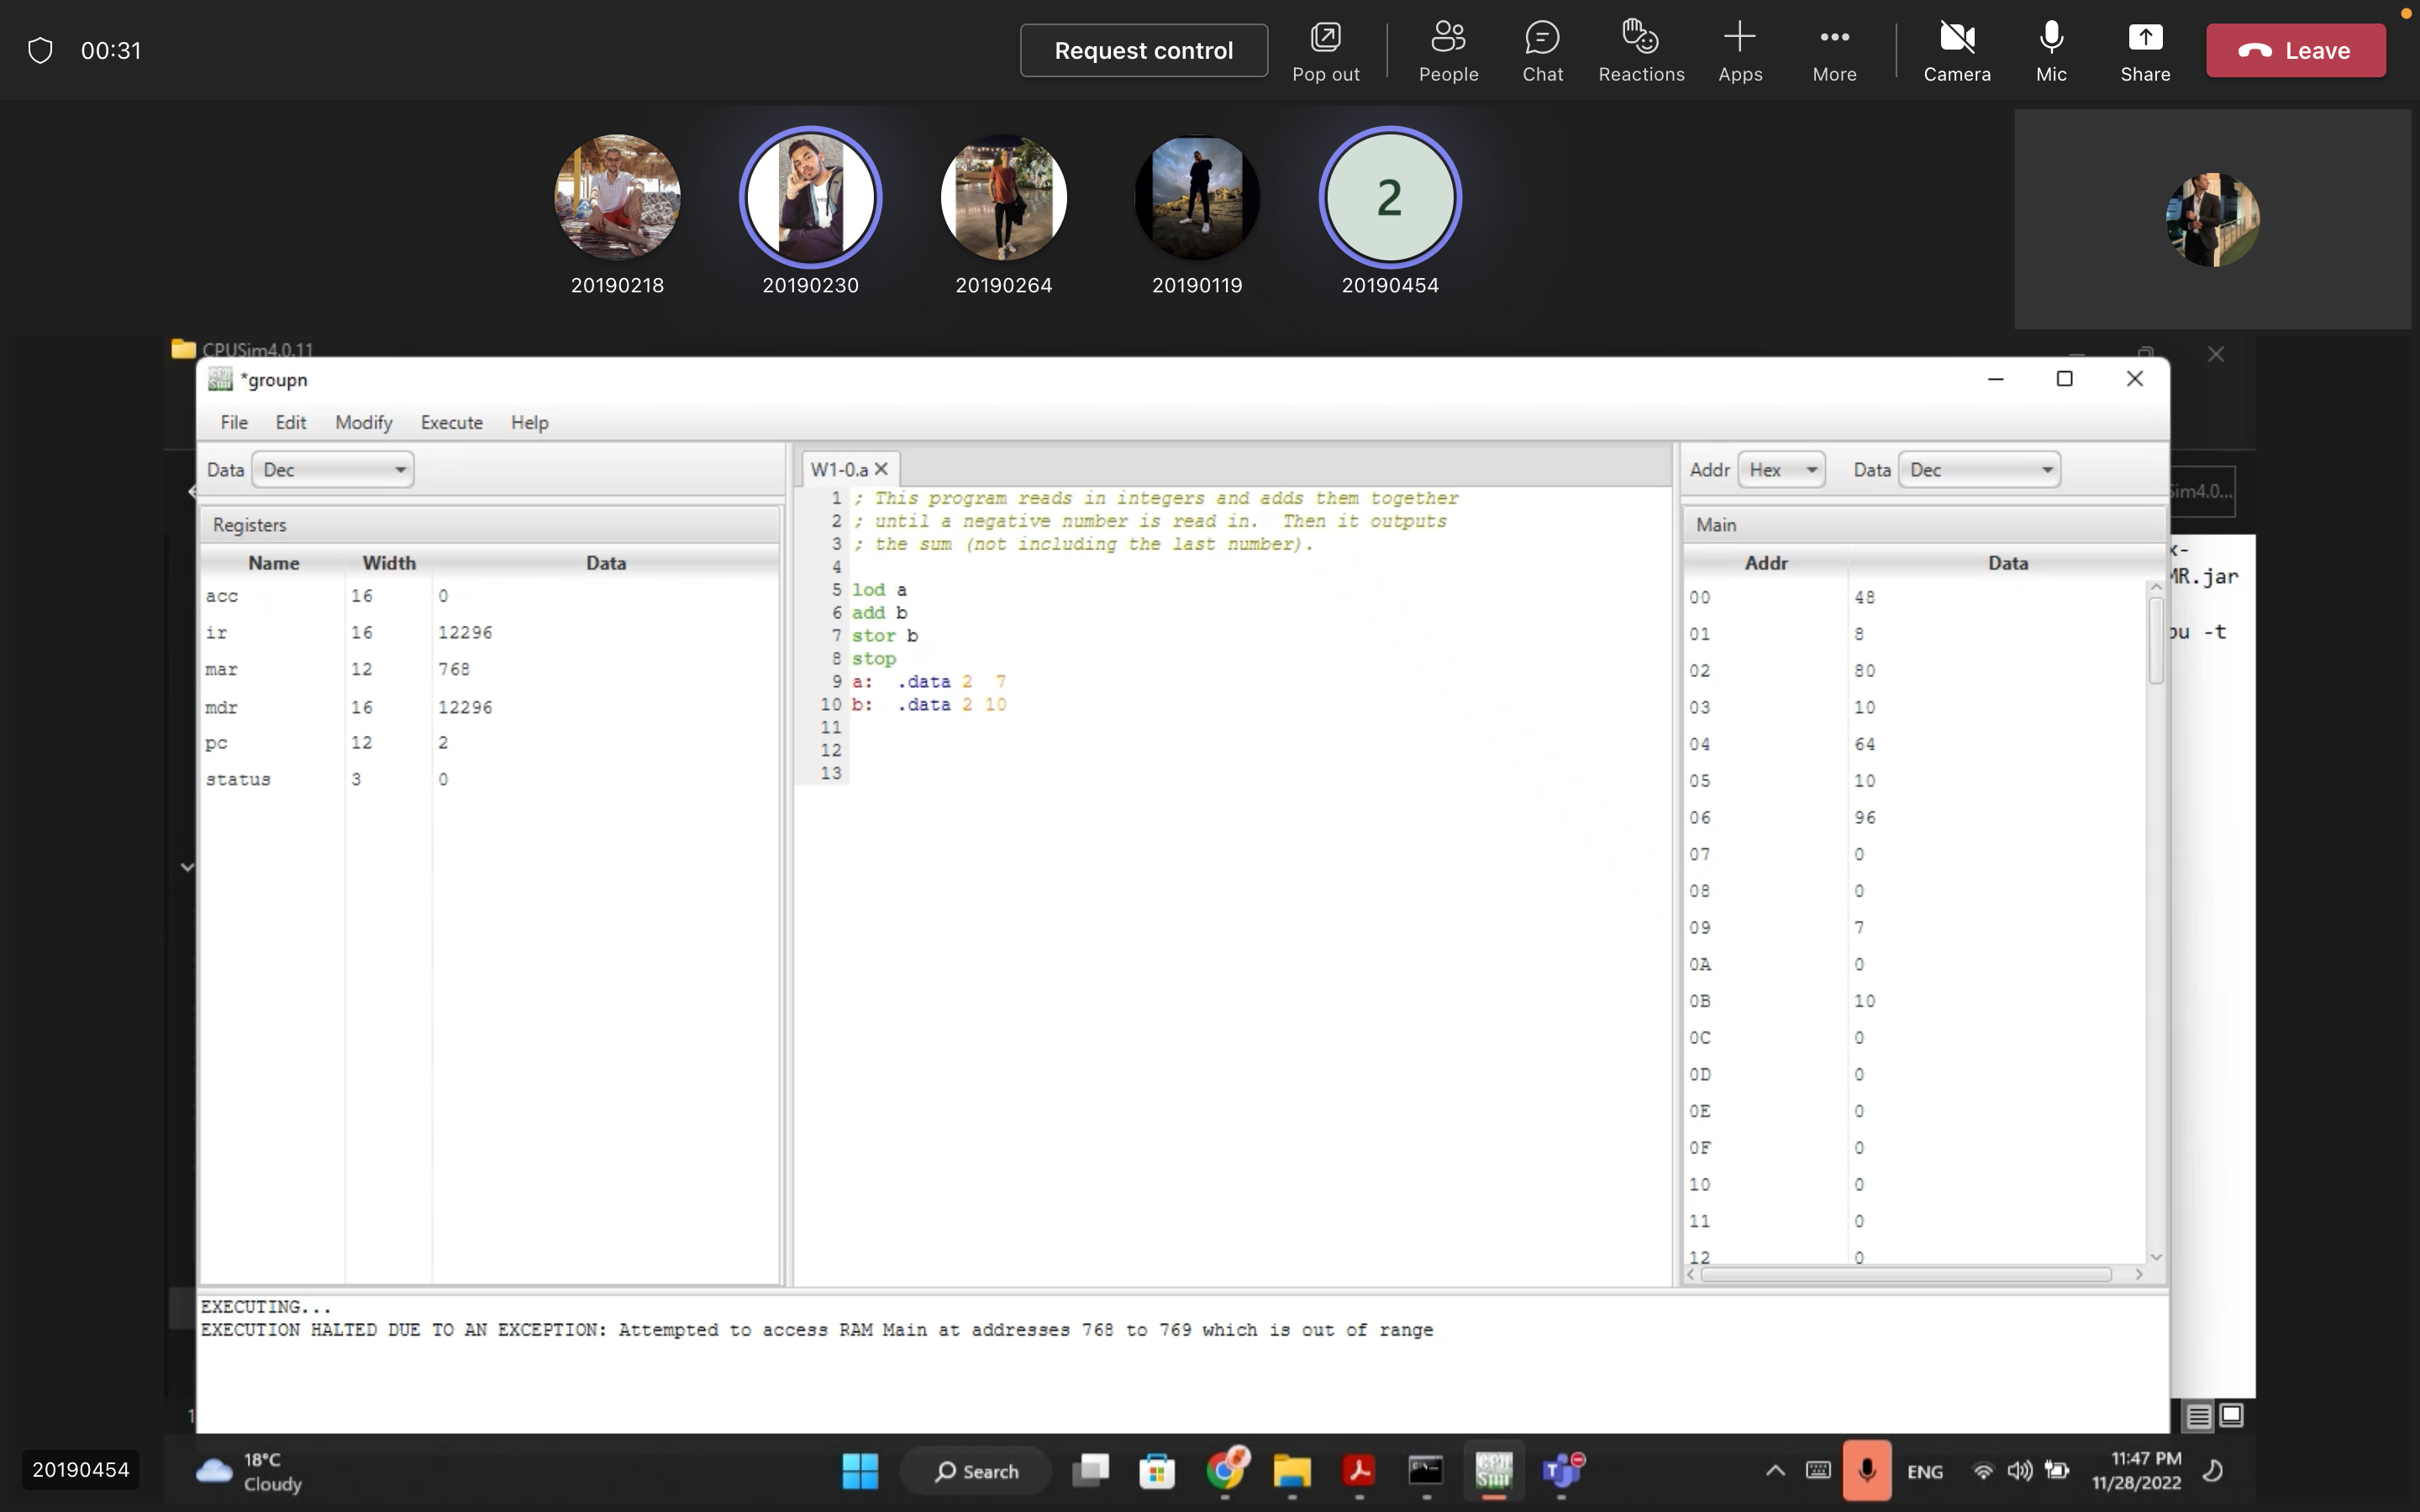 00:31
Request control
Pop out
People
Chat
Reactions
Apps
More
Camera
Mic
Share
Leave
2
20190218
20190230
20190264
20190119
20190454
CPUSim4.0.11
*groupn
File Edit Modify Execute Help
Data Dec
W1-0.a
Addr Hex Data Dec
Sim4.0...
Registers
Name Width Data
acc 16 0
ir 16 12296
mar 12 768
mdr 16 12296
pc 12 2
status 3 0
1 ; This program reads in integers and adds them together
2 ; until a negative number is read in. Then it outputs
3 ; the sum (not including the last number).
4
5 lod a
6 add b
7 stor b
8 stop
9 a: .data 2 7
10 b: .data 2 10
11
12
13
Main
Addr Data
00 48
01 8
02 80
03 10
04 64
05 10
06 96
07 0
08 0
09 7
0A 0
0B 10
0C 0
0D 0
0E 0
0F 0
10 0
11 0
12 0
x-
MR.jar
pu -t
EXECUTING...
EXECUTION HALTED DUE TO AN EXCEPTION: Attempted to access RAM Main at addresses 768 to 769 which is out of range
1
20190454
18°C
Cloudy
Search
ENG
11:47 PM
11/28/2022